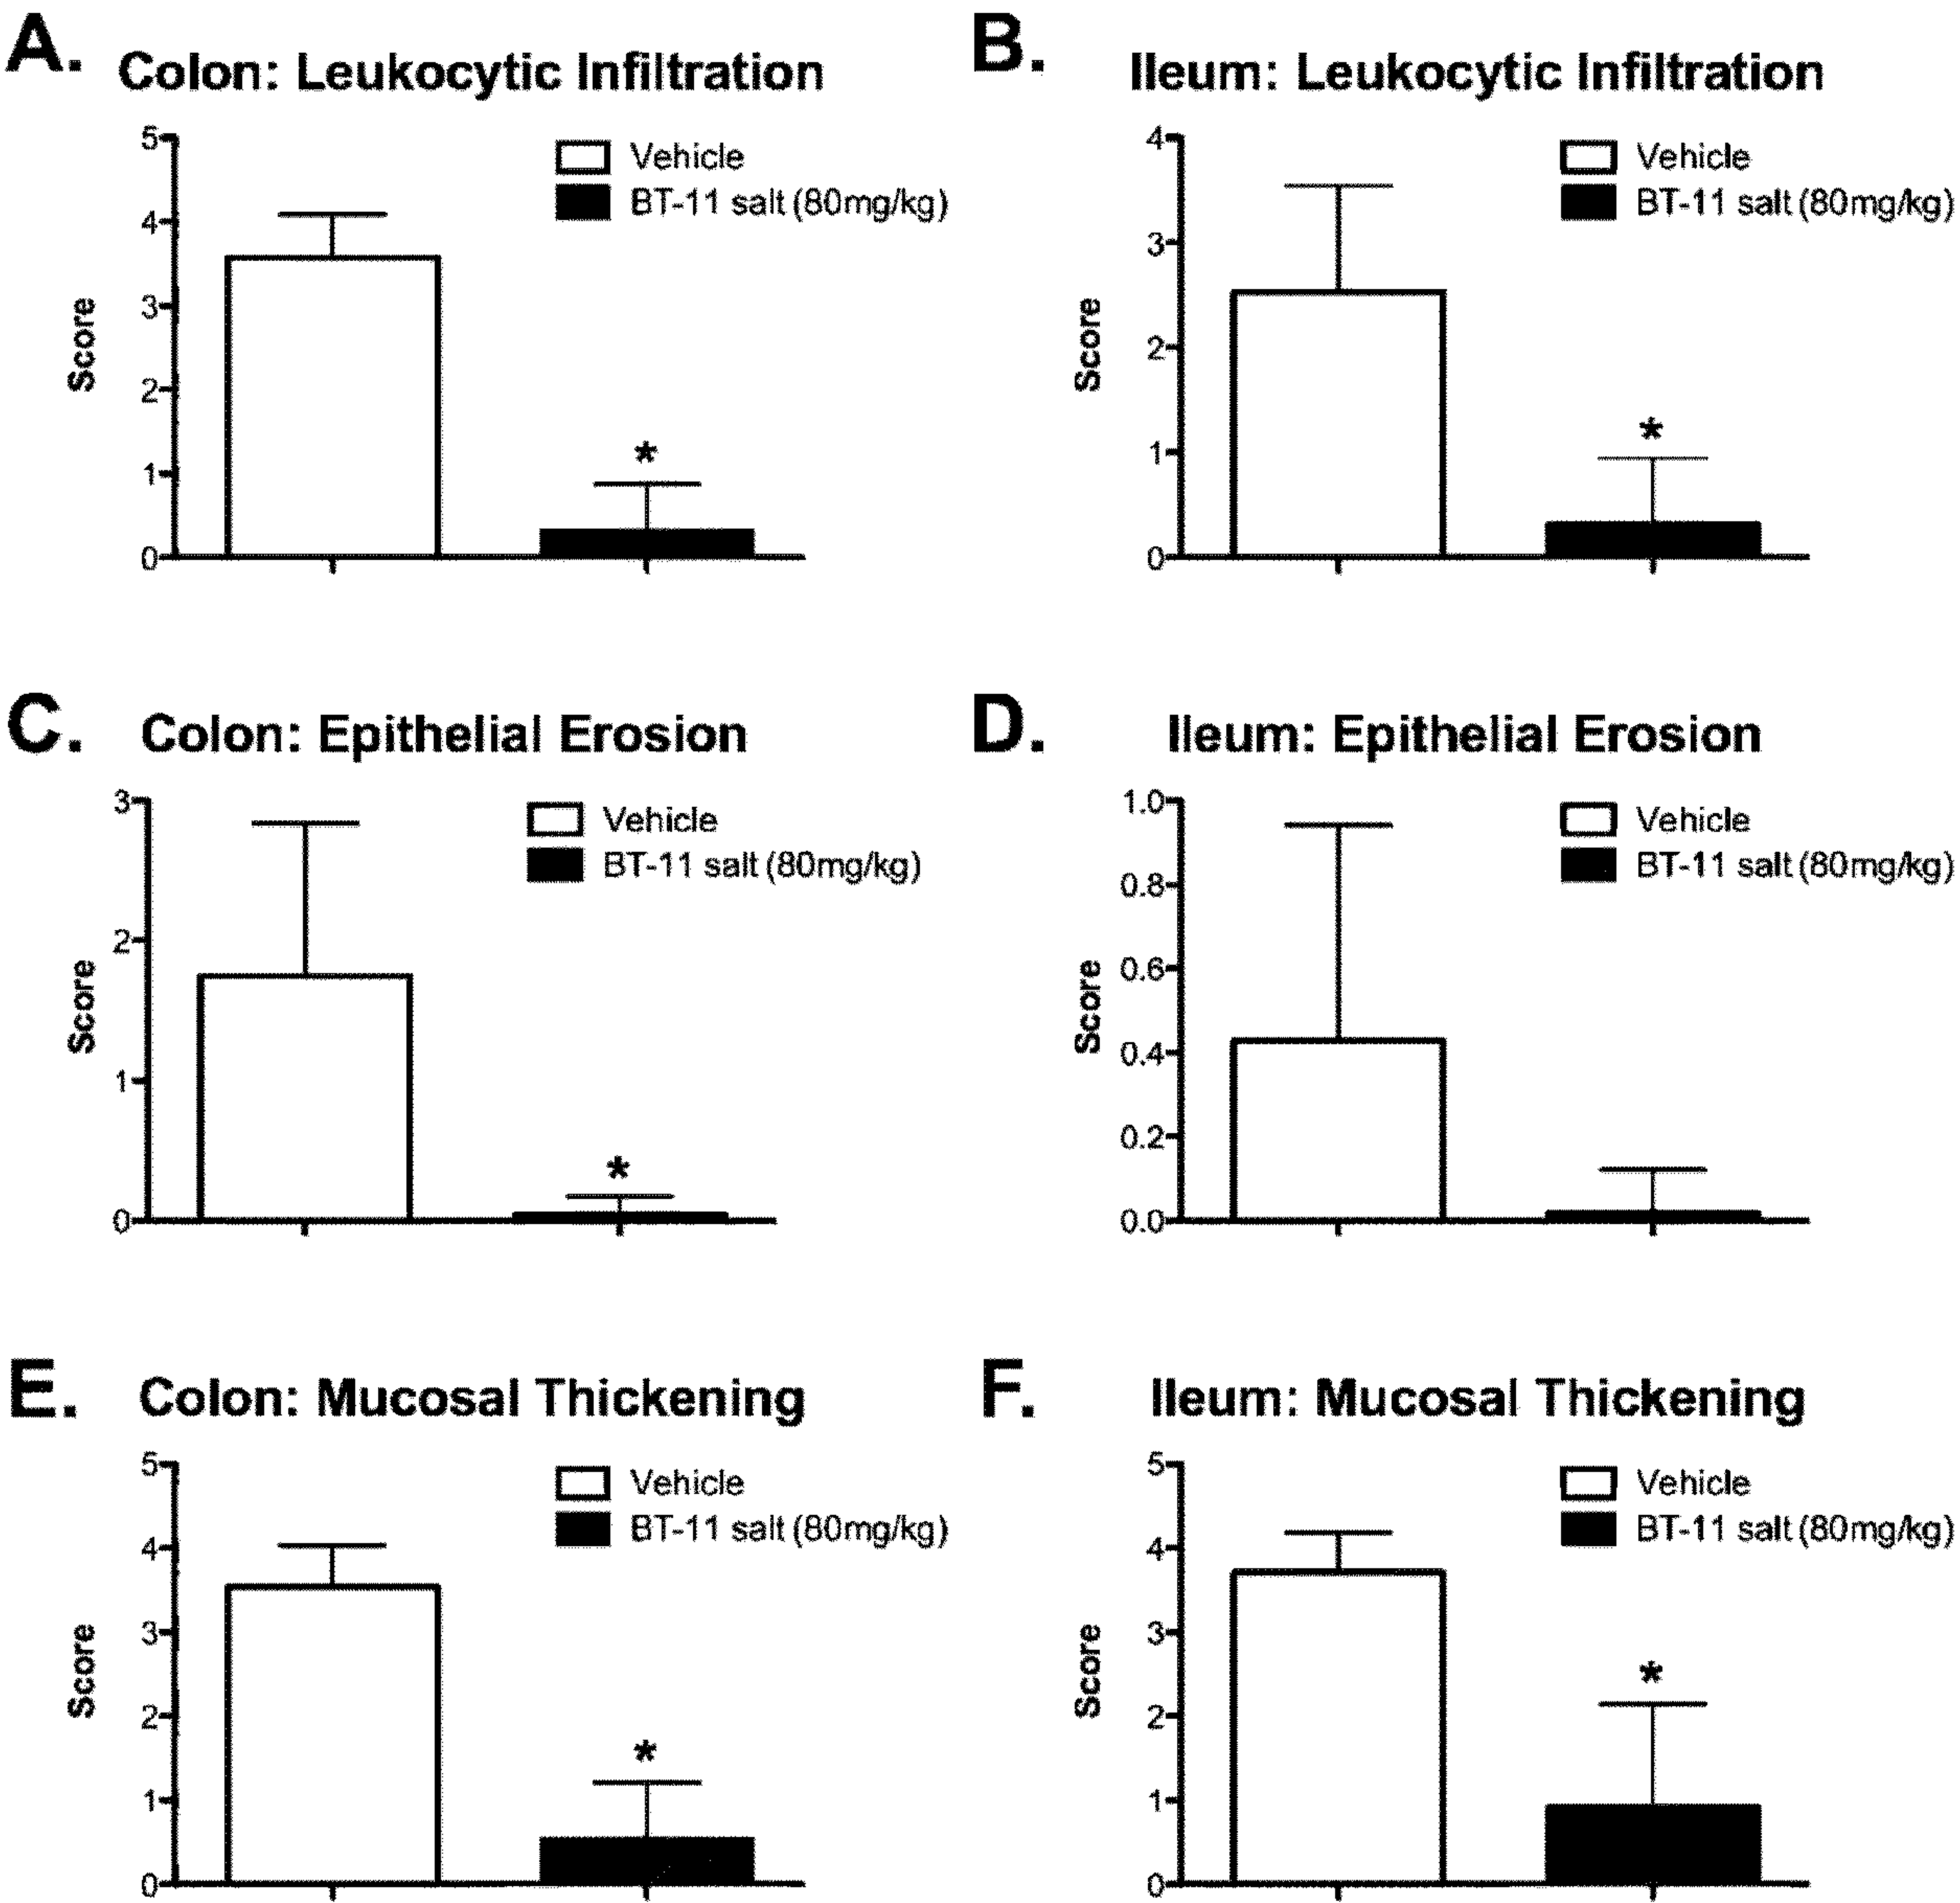 A. Colon: Leukocytic Infiltration
5
4
3
2
1
0
Score
Vehicle
BT-11 salt (80mg/kg)
*
B. Ileum: Leukocytic Infiltration
4
3
2
1
0
Score
Vehicle
BT-11 salt (80mg/kg)
*
C. Colon: Epithelial Erosion
3
2
1
0
Score
Vehicle
BT-11 salt (80mg/kg)
*
D. Ileum: Epithelial Erosion
1.0
0.8
0.6
0.4
0.2
0.0
Score
Vehicle
BT-11 salt (80mg/kg)
E. Colon: Mucosal Thickening
5
4
3
2
1
0
Score
Vehicle
BT-11 salt (80mg/kg)
*
F. Ileum: Mucosal Thickening
5
4
3
2
1
0
Score
Vehicle
BT-11 salt (80mg/kg)
*